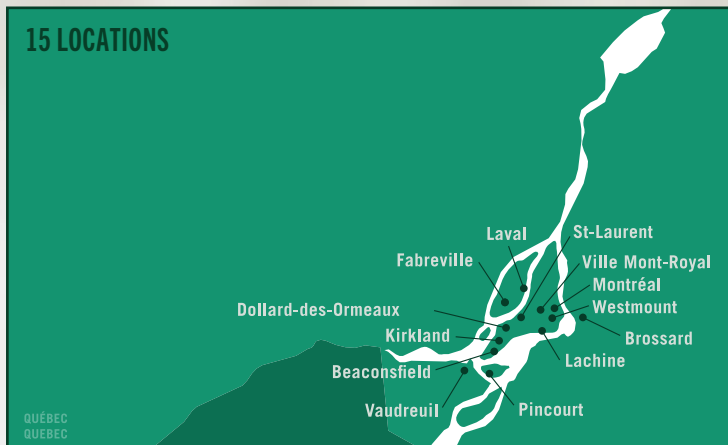 15 LOCATIONS
Laval
St-Laurent
Fabreville
Ville Mont-Royal
Montréal
Dollard-des-Ormeaux
Westmount
Kirkland
Brossard
Beaconsfield
Lachine
Vaudreuil
Pincourt
QUÉBEC
QUEBEC